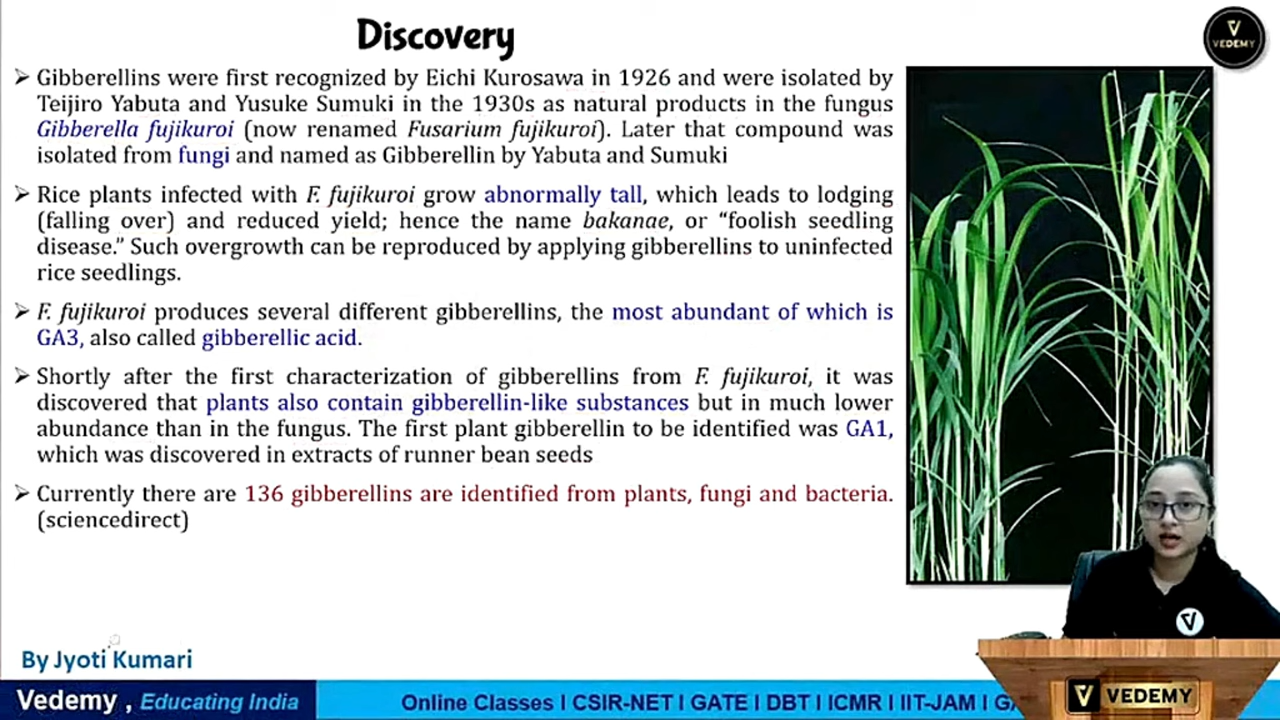 Discovery
VEDEMY
➢ Gibberellins were first recognized by Eichi Kurosawa in 1926 and were isolated by
Teijiro Yabuta and Yusuke Sumuki in the 1930s as natural products in the fungus
Gibberella fujikuroi (now renamed Fusarium fujikuroi). Later that compound was
isolated from fungi and named as Gibberellin by Yabuta and Sumuki
➢ Rice plants infected with F. fujikuroi grow abnormally tall, which leads to lodging
(falling over) and reduced yield; hence the name bakanae, or “foolish seedling
disease.” Such overgrowth can be reproduced by applying gibberellins to uninfected
rice seedlings.
➢ F. fujikuroi produces several different gibberellins, the most abundant of which is
GA3, also called gibberellic acid.
➢ Shortly after the first characterization of gibberellins from F. fujikuroi, it was
discovered that plants also contain gibberellin-like substances but in much lower
abundance than in the fungus. The first plant gibberellin to be identified was GA1,
which was discovered in extracts of runner bean seeds
➢ Currently there are 136 gibberellins are identified from plants, fungi and bacteria.
(sciencedirect)
By Jyoti Kumari
VEDEMY
Vedemy , Educating India
Online Classes I CSIR-NET I GATE I DBT I ICMR I IIT-JAM I